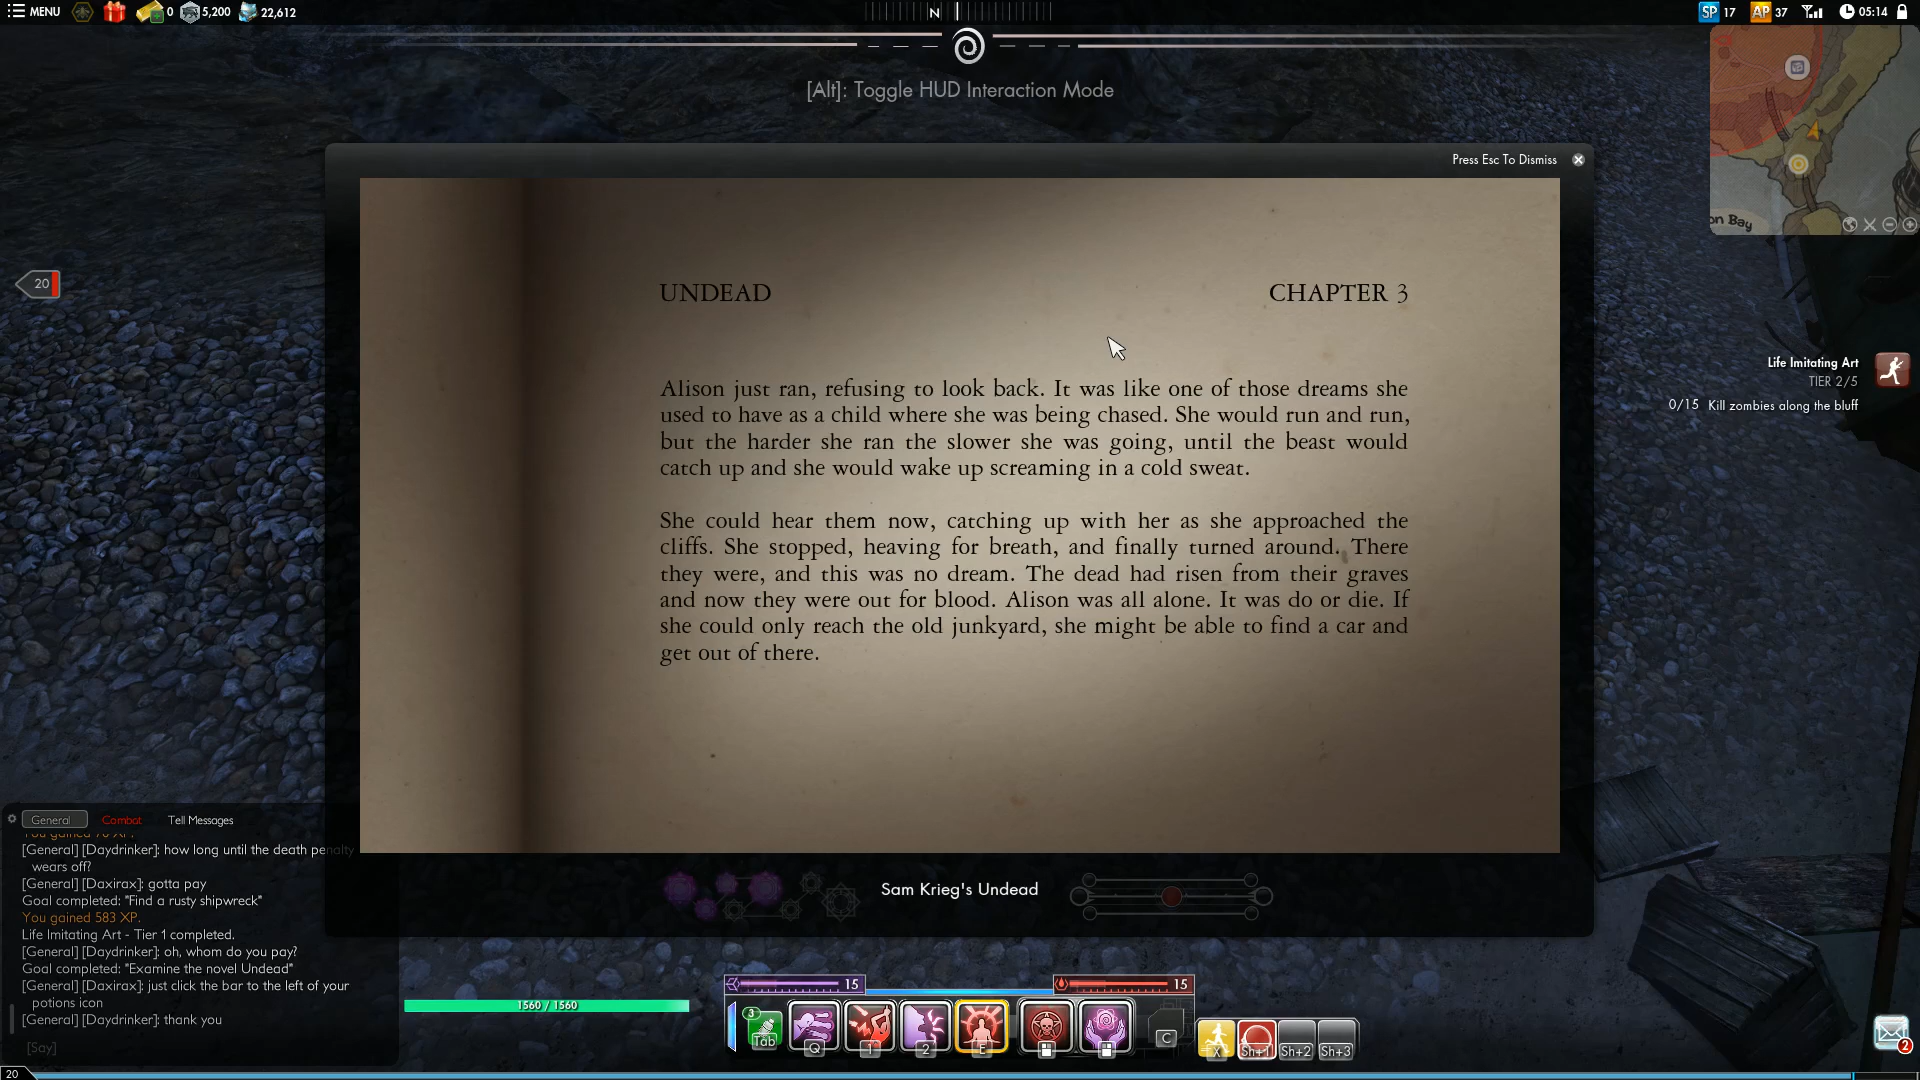 MENU 0 5,200 22,612
N
SP 17 AP 37 05:14
[Alt]: Toggle HUD Interaction Mode
Press Esc To Dismiss
on Bay
20
UNDEAD CHAPTER 3
Alison just ran, refusing to look back. It was like one of those dreams she
used to have as a child where she was being chased. She would run and run,
but the harder she ran the slower she was going, until the beast would
catch up and she would wake up screaming in a cold sweat.
She could hear them now, catching up with her as she approached the
cliffs. She stopped, heaving for breath, and finally turned around. There
they were, and this was no dream. The dead had risen from their graves
and now they were out for blood. Alison was all alone. It was do or die. If
she could only reach the old junkyard, she might be able to find a car and
get out of there.
Life Imitating Art
TIER 2/5
0/15 Kill zombies along the bluff
Sam Krieg's Undead
General Combat Tell Messages
You gained 70 XP.
[General] [Daydrinker]: how long until the death penalty
wears off?
[General] [Daxirax]: gotta pay
Goal completed: "Find a rusty shipwreck"
You gained 583 XP.
Life Imitating Art - Tier 1 completed.
[General] [Daydrinker]: oh, whom do you pay?
Goal completed: "Examine the novel Undead"
[General] [Daxirax]: just click the bar to the left of your
potions icon
[General] [Daydrinker]: thank you
[Say]
1560 / 1560
15 15
3
Tab Q 1 2 E C X Sh+1 Sh+2 Sh+3
2
20